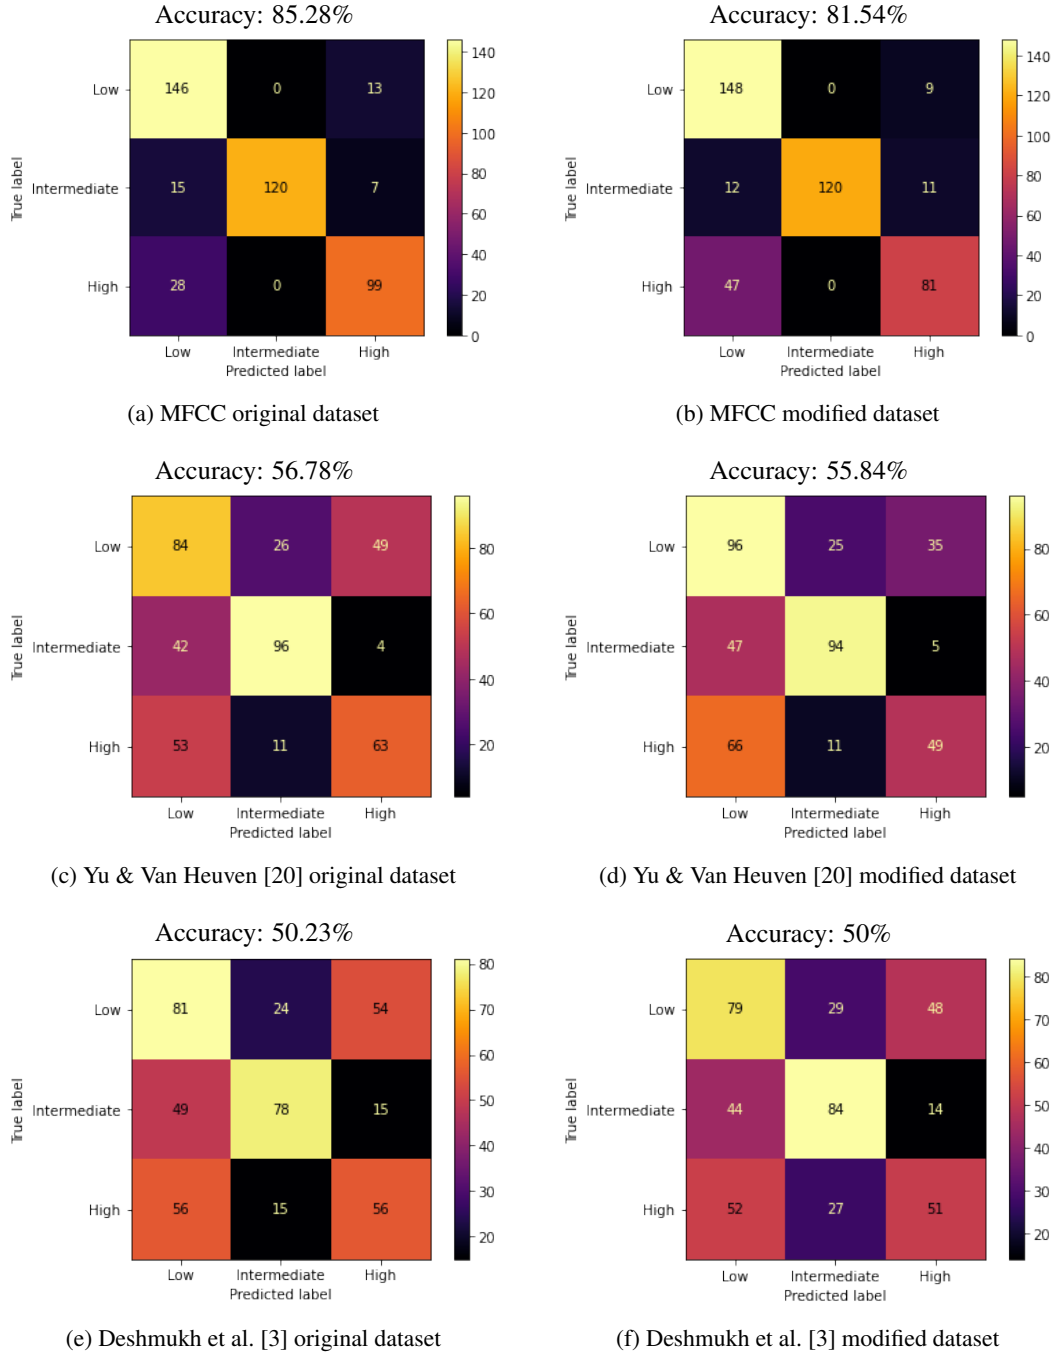 Accuracy: 85.28%
Accuracy: 81.54%
True label
Low
Intermediate
High
146 0 13
15 120 7
28 0 99
140
120
100
80
60
40
20
0
Low Intermediate High
Predicted label
(a) MFCC original dataset
True label
Low
Intermediate
High
148 0 9
12 120 11
47 0 81
140
120
100
80
60
40
20
0
Low Intermediate High
Predicted label
(b) MFCC modified dataset
Accuracy: 56.78%
Accuracy: 55.84%
True label
Low
Intermediate
High
84 26 49
42 96 4
53 11 63
80
60
40
20
Low Intermediate High
Predicted label
(c) Yu & Van Heuven [20] original dataset
True label
Low
Intermediate
High
96 25 35
47 94 5
66 11 49
80
60
40
20
Low Intermediate High
Predicted label
(d) Yu & Van Heuven [20] modified dataset
Accuracy: 50.23%
Accuracy: 50%
True label
Low
Intermediate
High
81 24 54
49 78 15
56 15 56
80
70
60
50
40
30
20
Low Intermediate High
Predicted label
(e) Deshmukh et al. [3] original dataset
True label
Low
Intermediate
High
79 29 48
44 84 14
52 27 51
80
70
60
50
40
30
20
Low Intermediate High
Predicted label
(f) Deshmukh et al. [3] modified dataset